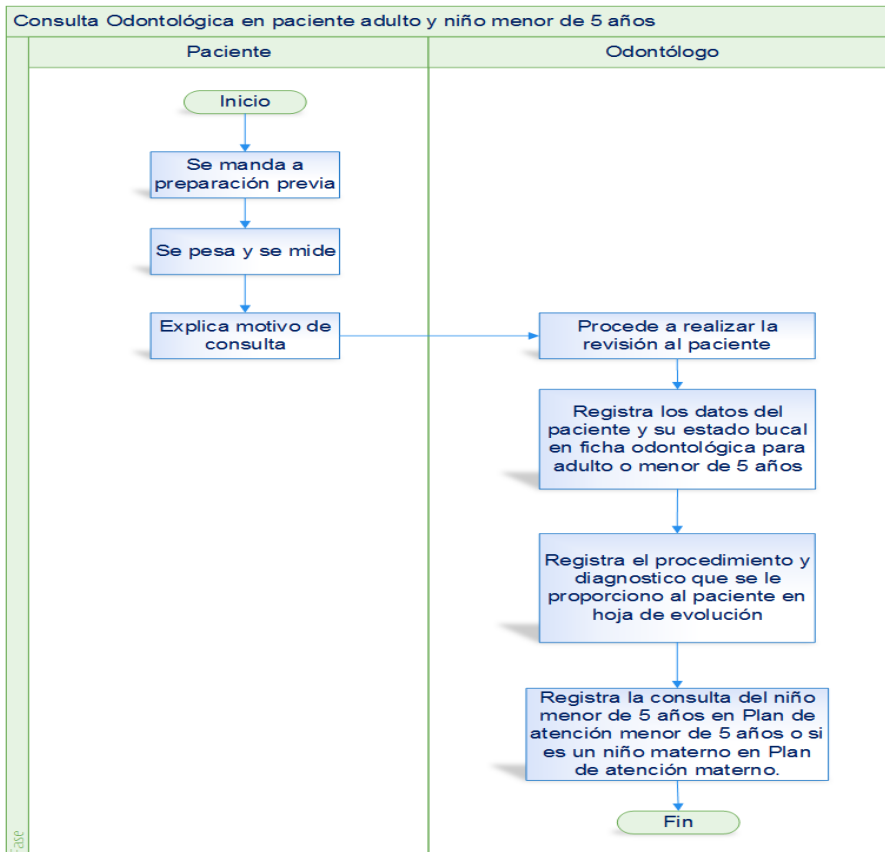 Consulta Odontológica en paciente adulto y niño menor de 5 años
Paciente
Odontólogo
Inicio
Se manda a
preparación previa
Se pesa y se mide
Explica motivo de
consulta
Procede a realizar la
revisión al paciente
Registra los datos del
paciente y su estado bucal
en ficha odontológica para
adulto o menor de 5 años
Registra el procedimiento y
diagnostico que se le
proporciono al paciente en
hoja de evolución
Registra la consulta del niño
menor de 5 años en Plan de
atención menor de 5 años o si
es un niño materno en Plan
de atención materno.
Fin
Fase